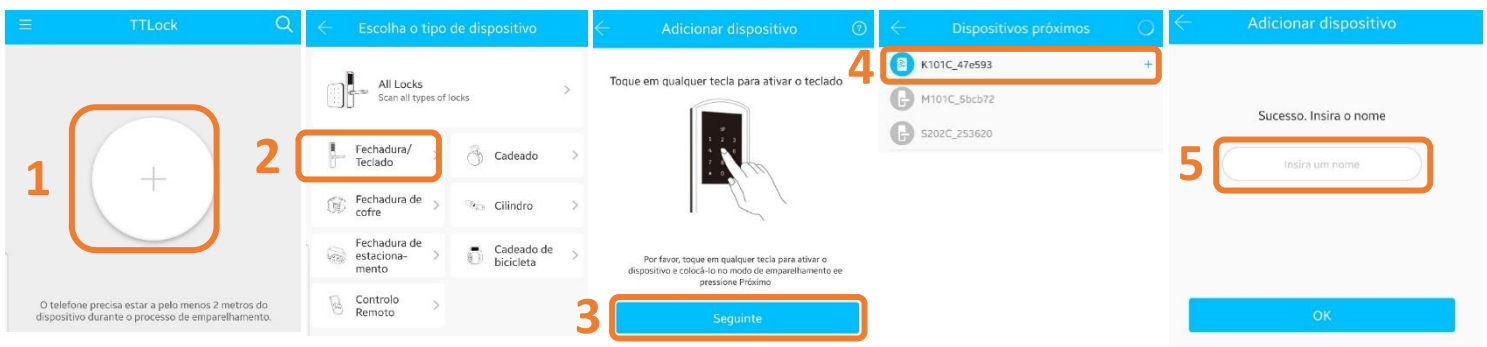 TTLock
1
O telefone precisa estar a pelo menos 2 metros do
dispositivo durante o processo de emparelhamento.
Escolha o tipo de dispositivo
All Locks
Scan all types of locks
2
Fechadura/
Teclado
Cadeado
Fechadura de
cofre
Cilindro
Fechadura de
estaciona-
mento
Cadeado de
bicicleta
Controlo
Remoto
Adicionar dispositivo
?
Toque em qualquer tecla para ativar o teclado
Por favor, toque em qualquer tecla para ativar o
dispositivo e colocá-lo no modo de emparelhamento ee
pressione Próximo
3
Seguinte
Dispositivos próximos
4
K101C_47e593
+
M101C_5bcb72
S202C_253620
Adicionar dispositivo
Sucesso. Insira o nome
5
Insira um nome
OK